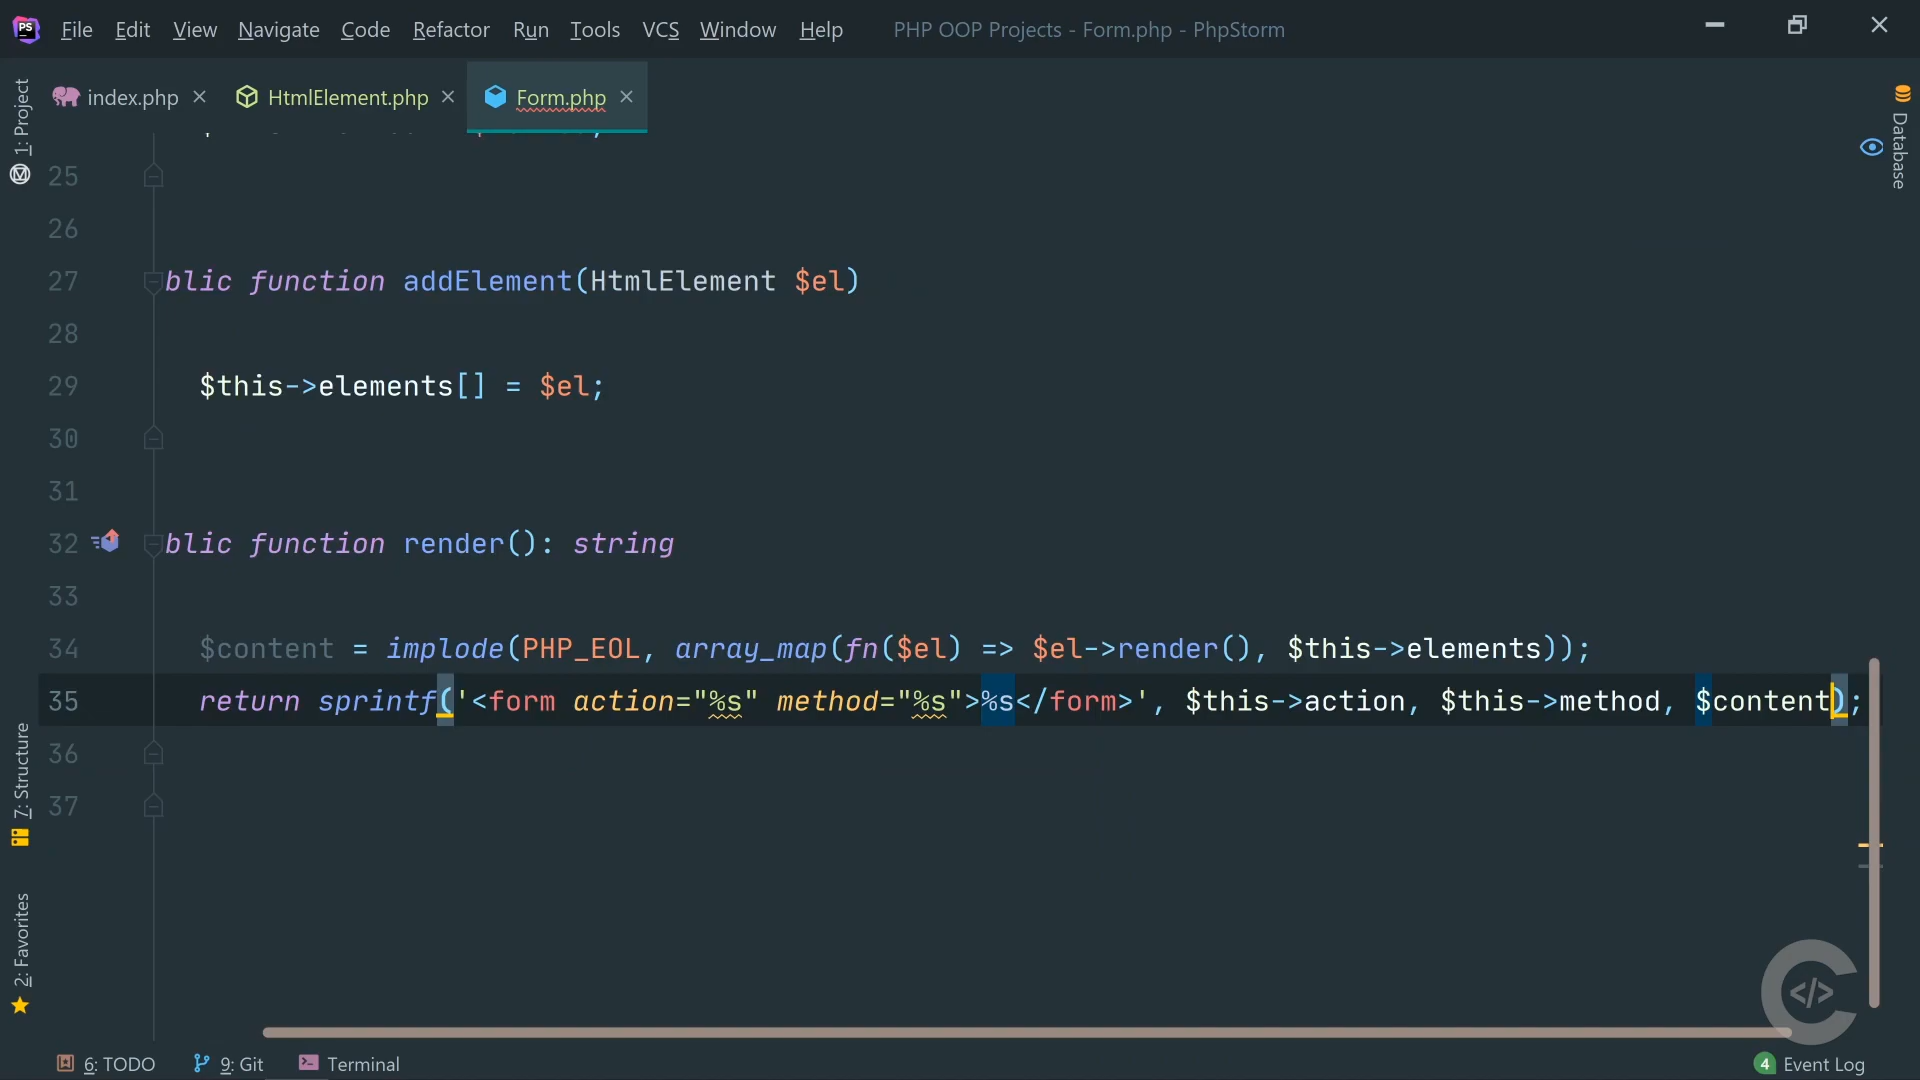 File Edit View Navigate Code Refactor Run Tools VCS Window Help PHP OOP Projects - Form.php - PhpStorm
index.php HtmlElement.php Form.php
1: Project
Database
25
26
27 blic function addElement(HtmlElement $el)
28
29 $this->elements[] = $el;
30
31
32 blic function render(): string
33
34 $content = implode(PHP_EOL, array_map(fn($el) => $el->render(), $this->elements));
35 return sprintf('<form action="%s" method="%s">%s</form>', $this->action, $this->method, $content);
36
37
7: Structure
2: Favorites
</>
6: TODO 9: Git Terminal 4 Event Log